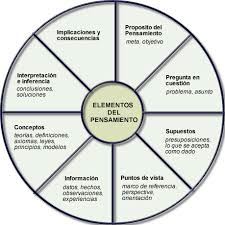 Implicaciones y
consecuencias
Proposito del
Pensamiento
meta, objetivo
Pregunta en
cuestión
problema, asunto
Supuestos
presuposiciones,
lo que se acepta
como dado
Puntos de vista
marco de referencia,
perspectiva,
orientación
Información
datos, hechos,
observaciones,
experiencias
Conceptos
teorías, definiciones,
axiomas, leyes,
principios, modelos
Interpretación
e inferencia
conclusiones,
soluciones
ELEMENTOS
DEL
PENSAMIENTO